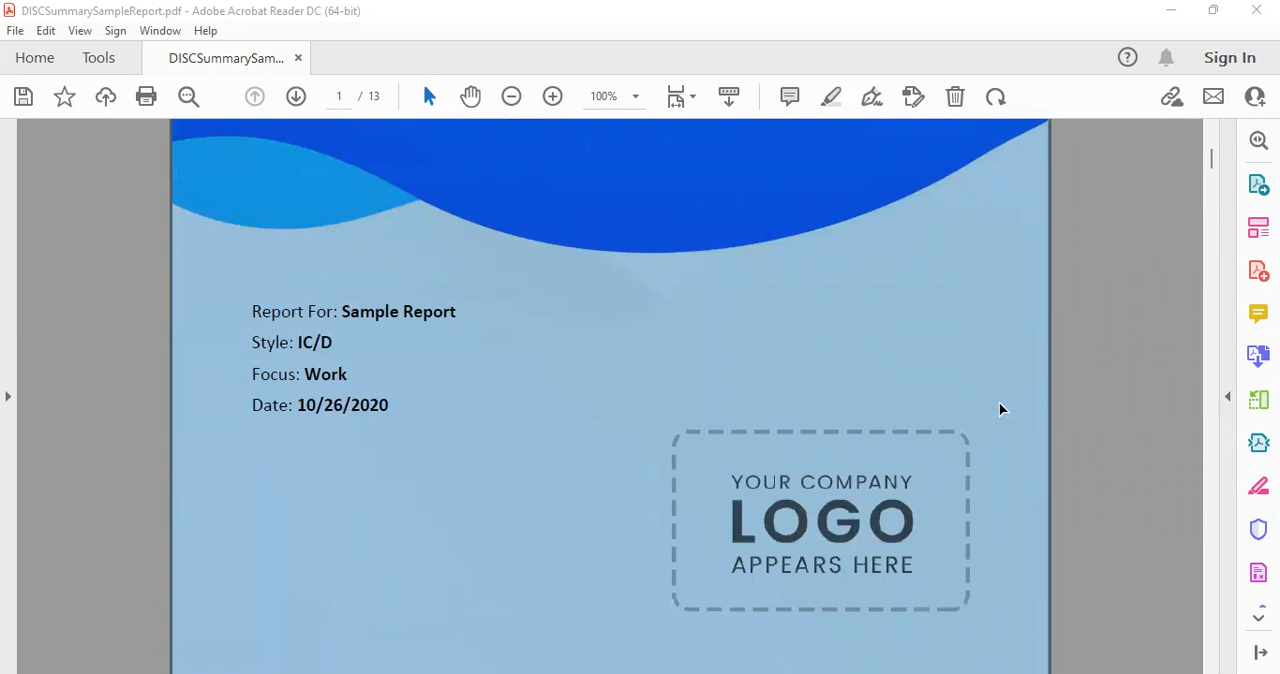 DISCSummarySampleReport.pdf - Adobe Acrobat Reader DC (64-bit)
File Edit View Sign Window Help
Home Tools DISCSummarySam... × Sign In
1 / 13 100%
Report For: Sample Report
Style: IC/D
Focus: Work
Date: 10/26/2020
YOUR COMPANY
LOGO
APPEARS HERE